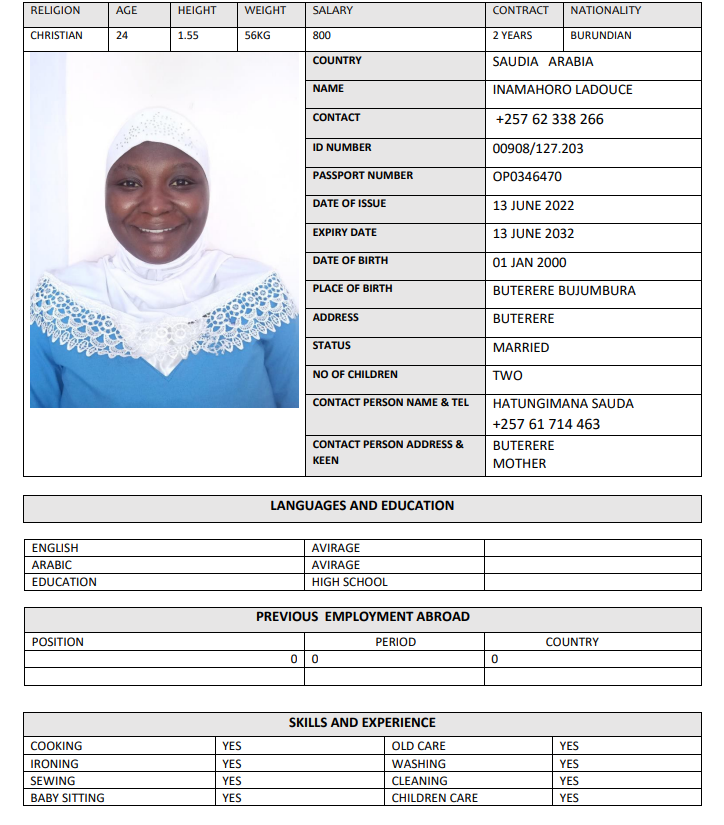 RELIGION AGE HEIGHT WEIGHT SALARY CONTRACT NATIONALITY
CHRISTIAN 24 1.55 56KG 800 2 YEARS BURUNDIAN
COUNTRY SAUDIA ARABIA
NAME INAMAHORO LADOUCE
CONTACT +257 62 338 266
ID NUMBER 00908/127.203
PASSPORT NUMBER OP0346470
DATE OF ISSUE 13 JUNE 2022
EXPIRY DATE 13 JUNE 2032
DATE OF BIRTH 01 JAN 2000
PLACE OF BIRTH BUTERERE BUJUMBURA
ADDRESS BUTERERE
STATUS MARRIED
NO OF CHILDREN TWO
CONTACT PERSON NAME & TEL HATUNGIMANA SAUDA
+257 61 714 463
CONTACT PERSON ADDRESS & BUTERERE
KEEN MOTHER
LANGUAGES AND EDUCATION
ENGLISH AVIRAGE
ARABIC AVIRAGE
EDUCATION HIGH SCHOOL
PREVIOUS EMPLOYMENT ABROAD
POSITION PERIOD COUNTRY
0 0 0
SKILLS AND EXPERIENCE
COOKING YES OLD CARE YES
IRONING YES WASHING YES
SEWING YES CLEANING YES
BABY SITTING YES CHILDREN CARE YES